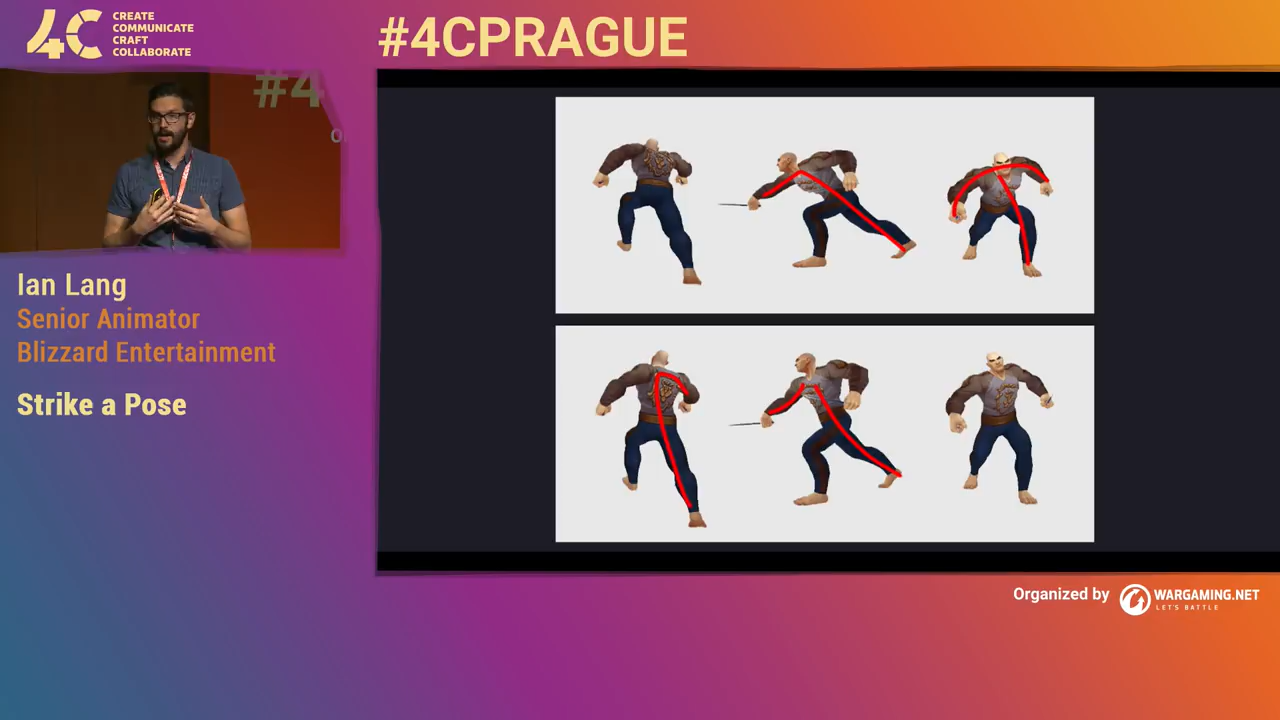 4C
CREATE
COMMUNICATE
CRAFT
COLLABORATE
#4CPRAGUE
#4
Ian Lang
Senior Animator
Blizzard Entertainment
Strike a Pose
Organized by
WARGAMING.NET
LET'S BATTLE